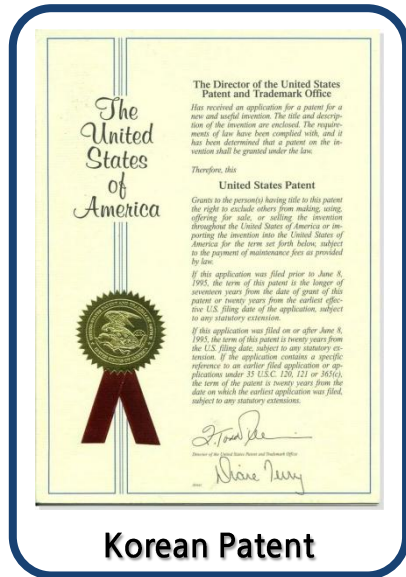 The
United
States
of
America
The Director of the United States
Patent and Trademark Office
Has received an application for a patent for a
new and useful invention. The title and descrip-
tion of the invention are enclosed. The require-
ments of law have been complied with, and it
has been determined that a patent on the in-
vention shall be granted under the law.
Therefore, this
United States Patent
Grants to the person(s) having title to this patent
the right to exclude others from making, using,
offering for sale, or selling the invention
throughout the United States of America or im-
porting the invention into the United States of
America for the term set forth below, subject
to the payment of maintenance fees as provided
by law.
If this application was filed prior to June 8,
1995, the term of this patent is the longer of
seventeen years from the date of grant of this
patent or twenty years from the earliest effec-
tive U.S. filing date of the application, subject
to any statutory extension.
If this application was filed on or after June 8,
1995, the term of this patent is twenty years from
the U.S. filing date, subject to any statutory ex-
tension. If the application contains a specific
reference to an earlier filed application or ap-
plications under 35 U.S.C. 120, 121 or 365(c),
the term of the patent is twenty years from the
date on which the earliest application was filed,
subject to any statutory extensions.
Director of the United States Patent and Trademark Office
Korean Patent